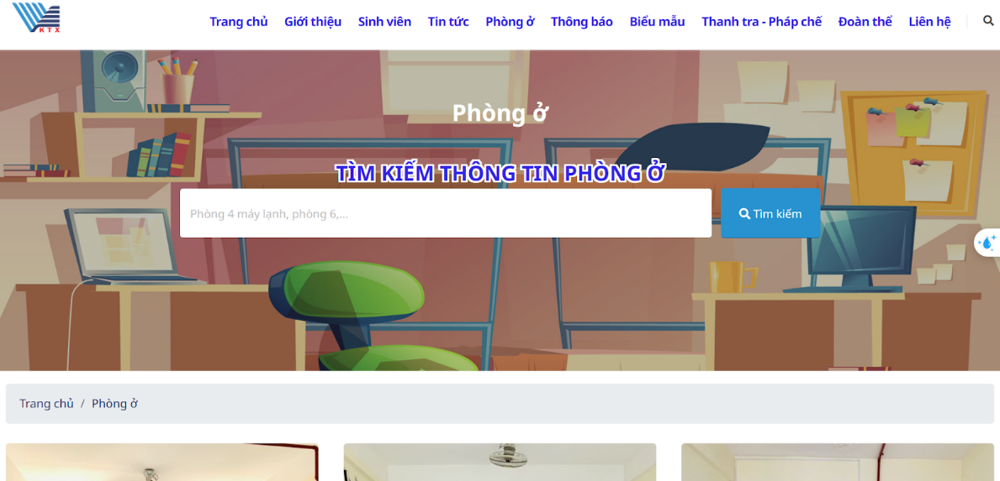 KTX
Trang chủ Giới thiệu Sinh viên Tin tức Phòng ở Thông báo Biểu mẫu Thanh tra - Pháp chế Đoàn thể Liên hệ
Phòng ở
TÌM KIẾM THÔNG TIN PHÒNG Ở
Phòng 4 máy lạnh, phòng 6,... Tìm kiếm
Trang chủ / Phòng ở